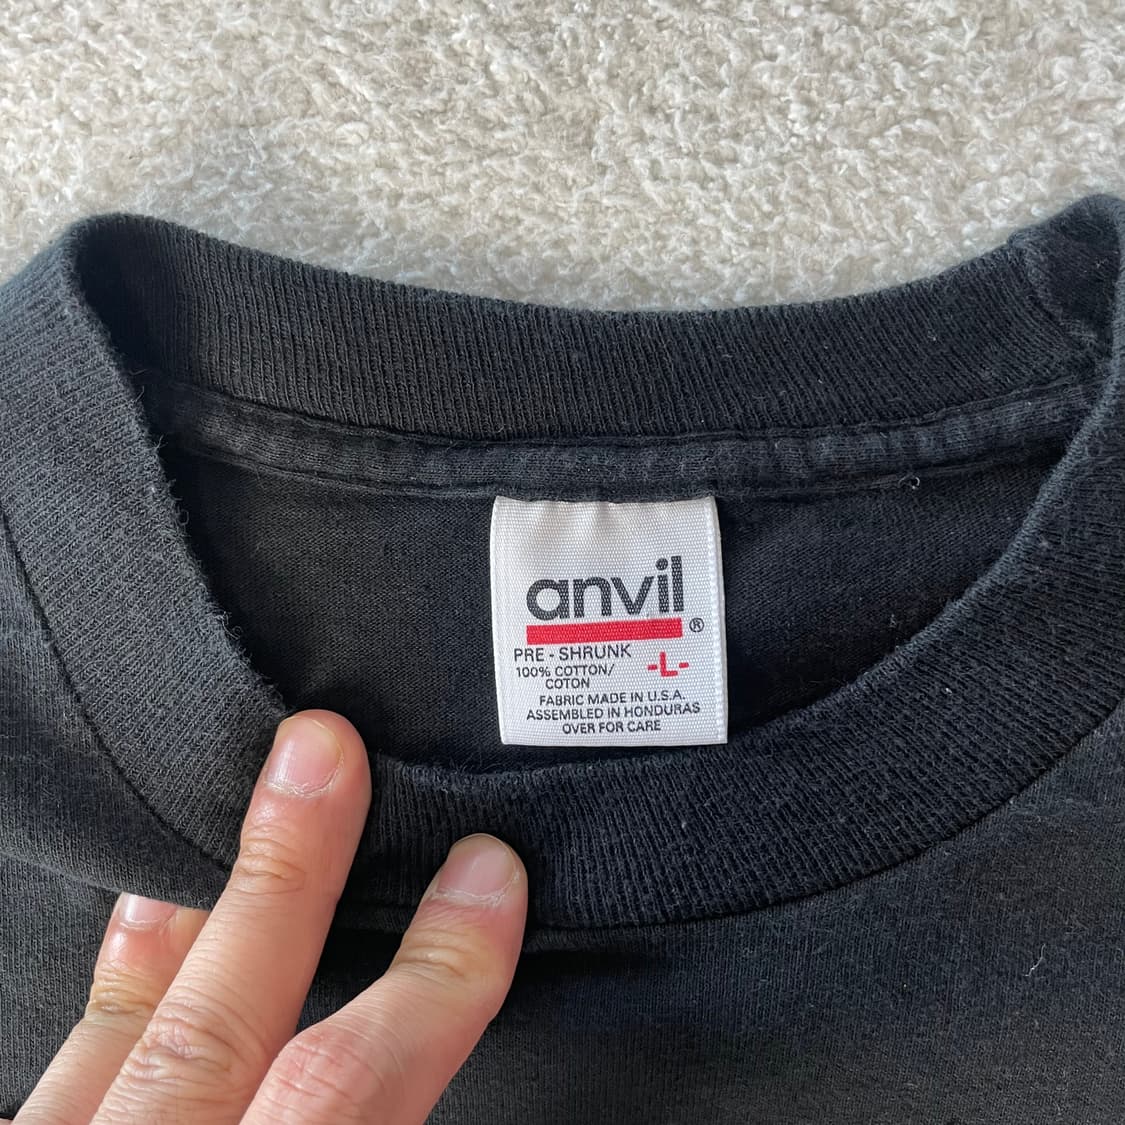 anvil®
PRE - SHRUNK
-L-
100% COTTON/
COTON
FABRIC MADE IN U.S.A.
ASSEMBLED IN HONDURAS
OVER FOR CARE